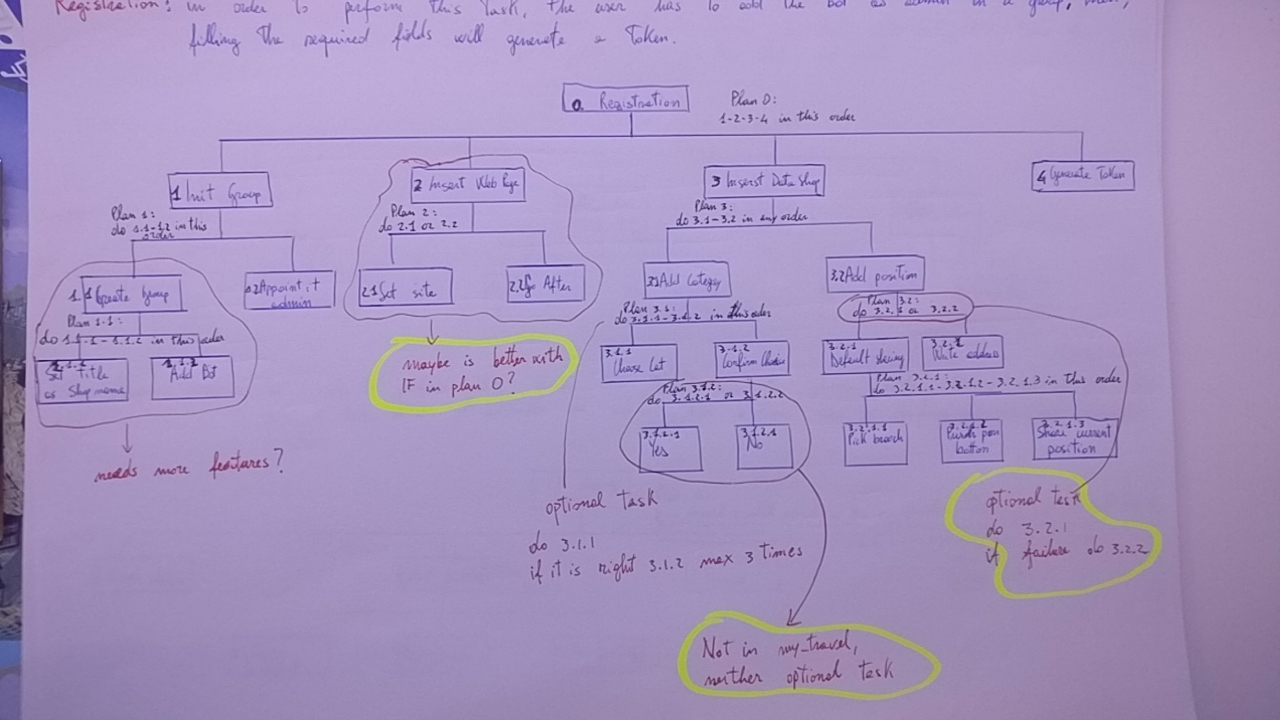 Registration: in order to perform this task, the user has to add the bot as admin in a group, then,
filling the required fields will generate a Token.
0 Registration
Plan 0:
1-2-3-4 in this order
1 Init Group
2 Insert Web Page
3 Insert Data Shop
4 Generate Token
Plan 1:
do 1.1-1.2 in this
order
Plan 2:
do 2.1 or 2.2
Plan 3:
do 3.1-3.2 in any order
1.1 Create Group
1.2 Appoint it
admin
2.1 Set site
2.2 After
3.1 Add Category
3.2 Add position
Plan 1.1:
do 1.1.1-1.1.2 in this order
Plan 3.1:
do 3.1.1-3.1.2 in this order
Plan 3.2:
do 3.2.1 or 3.2.2
1.1.1
Set Title
as Shop name
1.1.2
Add Bot
maybe is better with
IF in plan 0?
3.1.1
Choose Cat
3.1.2
Confirm Choice
3.2.1
Default sharing
3.2.2
Write address
Plan 3.1.2:
do 3.1.2.1 or 3.1.2.2
Plan 3.2.1:
do 3.2.1.1-3.2.1.2-3.2.1.3 in this order
3.1.2.1
Yes
3.1.2.1
No
3.2.1.1
Pick branch
3.2.1.2
button
3.2.1.3
Share current
position
needs more features?
optional task
do 3.1.1
if it is right 3.1.2 max 3 times
optional task
do 3.2.1
if failure do 3.2.2
Not in my_travel,
neither optional task